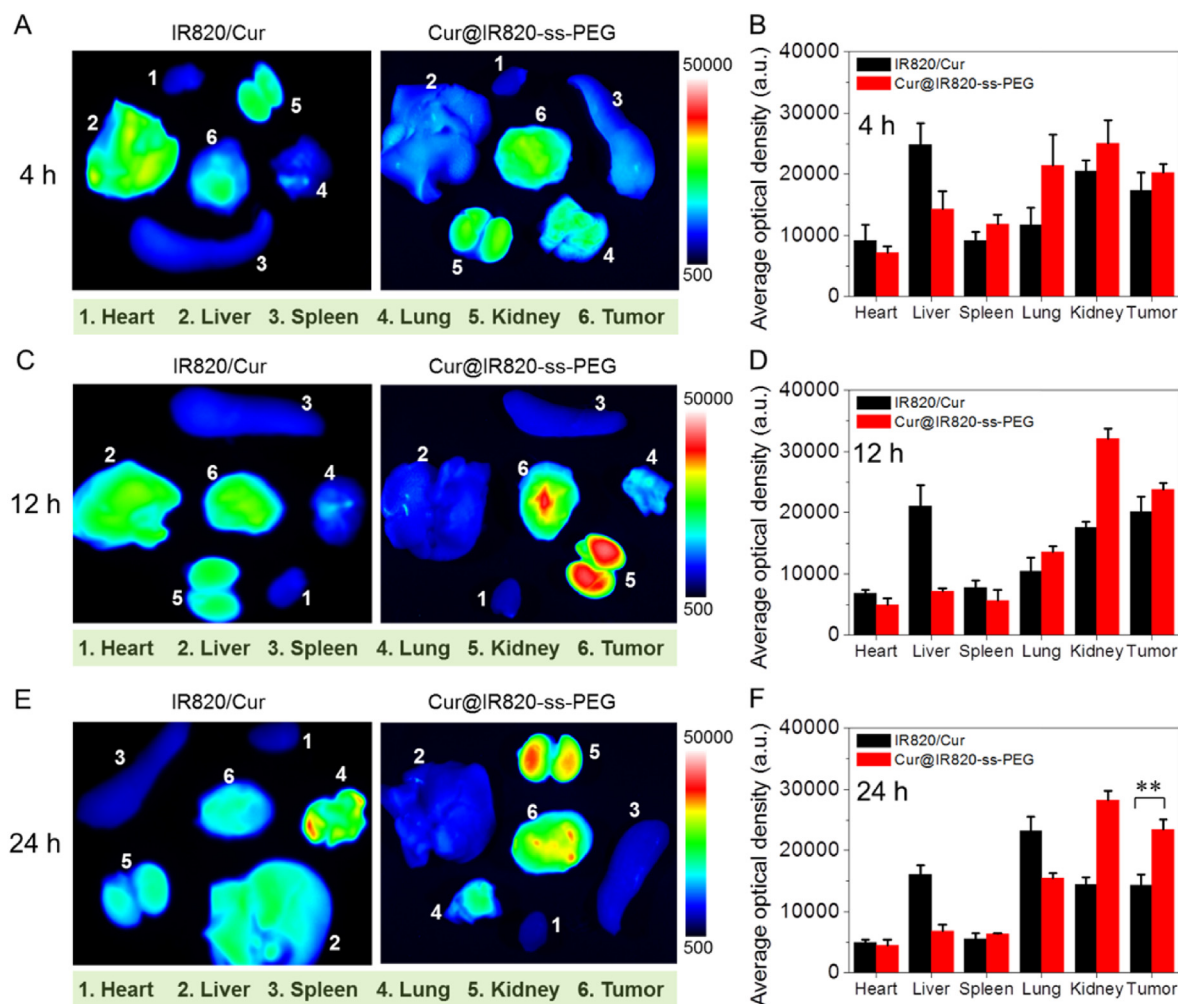 A
IR820/Cur
Cur@IR820-ss-PEG
4 h
1
2
5
6
4
3
1
2
3
6
5
4
50000
500
1. Heart 2. Liver 3. Spleen 4. Lung 5. Kidney 6. Tumor
B
Average optical density (a.u.)
40000
30000
20000
10000
0
IR820/Cur
Cur@IR820-ss-PEG
4 h
Heart Liver Spleen Lung Kidney Tumor
C
IR820/Cur
Cur@IR820-ss-PEG
12 h
3
2
6
4
5
1
3
2
6
4
5
1
50000
500
1. Heart 2. Liver 3. Spleen 4. Lung 5. Kidney 6. Tumor
D
Average optical density (a.u.)
40000
30000
20000
10000
0
IR820/Cur
Cur@IR820-ss-PEG
12 h
Heart Liver Spleen Lung Kidney Tumor
E
IR820/Cur
Cur@IR820-ss-PEG
24 h
3
1
6
4
5
2
2
5
6
3
4
1
50000
500
1. Heart 2. Liver 3. Spleen 4. Lung 5. Kidney 6. Tumor
F
Average optical density (a.u.)
40000
30000
20000
10000
0
IR820/Cur
Cur@IR820-ss-PEG
24 h
**
Heart Liver Spleen Lung Kidney Tumor